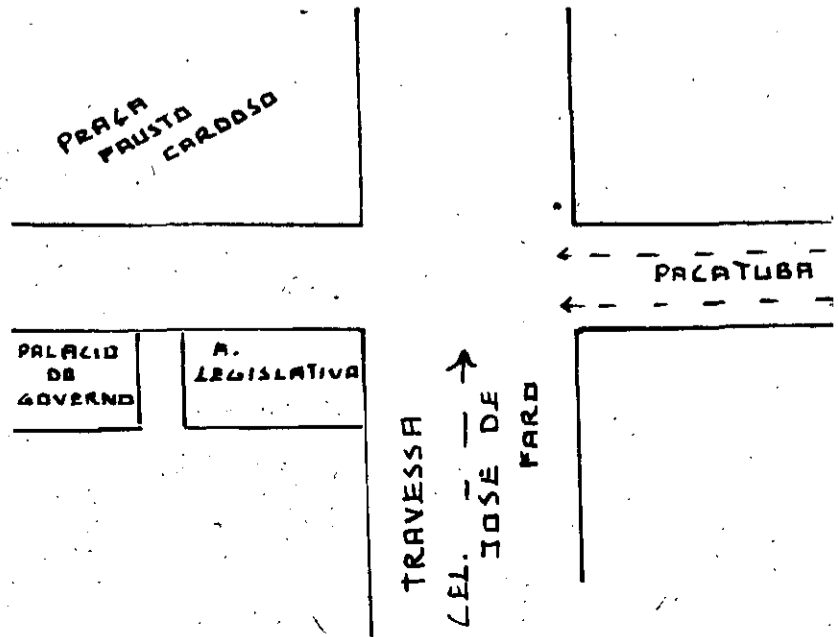 PRAÇA
FAUSTO
CARDOSO
PACATUBA
PALACIO
DO
GOVERNO
A.
LEGISLATIVA
TRAVESSA
CEL. JOSE DE
FARO